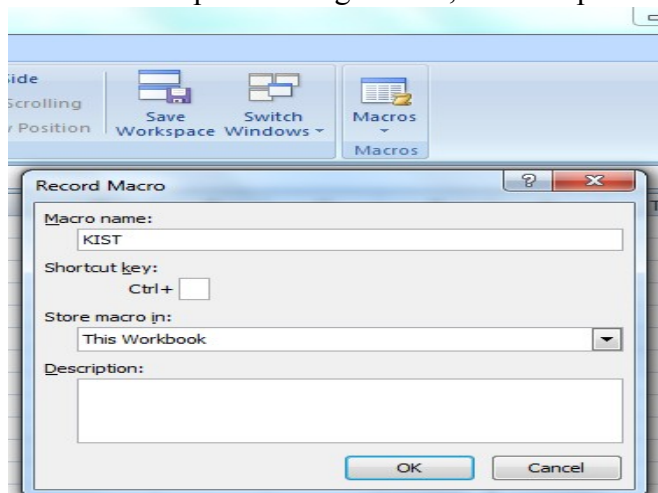 ide
Scrolling
Position
Save
Workspace
Switch
Windows
Macros
Macros
Record Macro
Macro name:
KIST
Shortcut key:
Ctrl+
Store macro in:
This Workbook
Description:
OK
Cancel